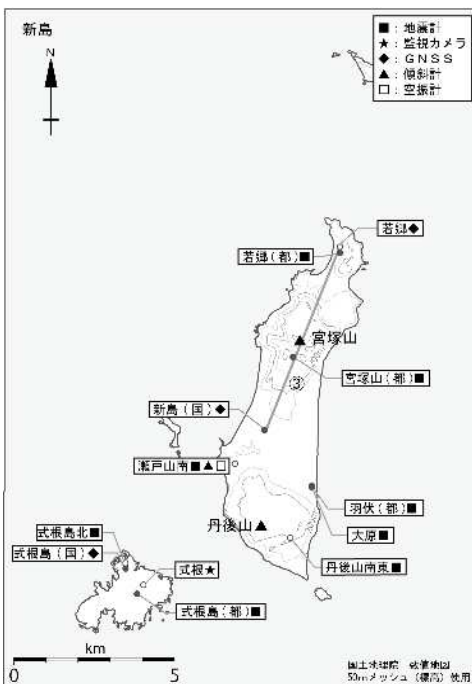 新島
■：地震計
★：監視カメラ
◆：GNSS
▲：傾斜計
□：空振計
N
若郷◆
若郷（都）■
宮塚山
宮塚山（都）■
③
新島（国）◆
瀬戸山南■▲□
羽伏（都）■
丹後山
大原■
式根島北■
式根島（国）◆
式根★
丹後山南東■
式根島（都）■
km
0 5
国土地理院 数値地図
50mメッシュ（標高）使用